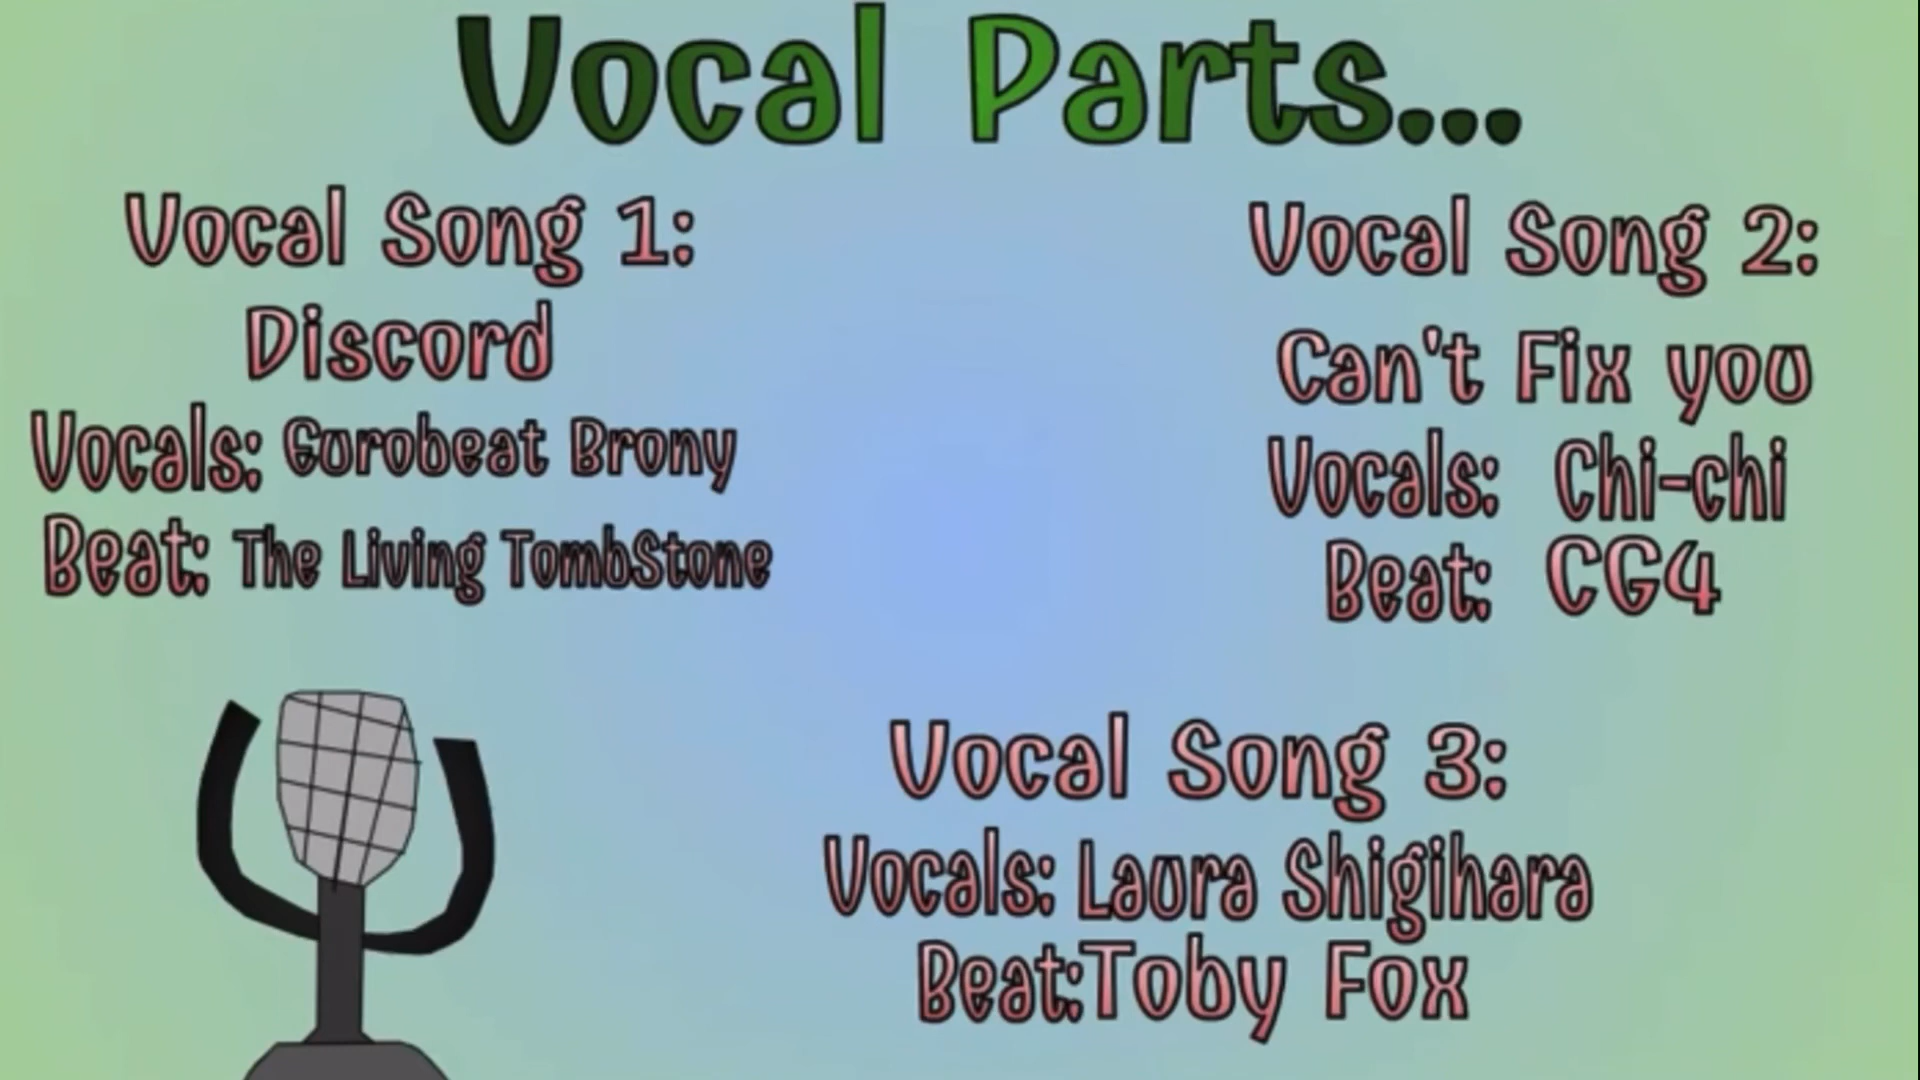 Vocal Parts...
Vocal Song 1:
Discord
Vocals: Eurobeat Brony
Beat: The Living TombStone
Vocal Song 2:
Can't Fix you
Vocals: Chi-chi
Beat: CG4
Vocal Song 3:
Vocals: Laura Shigihara
Beat:Toby Fox